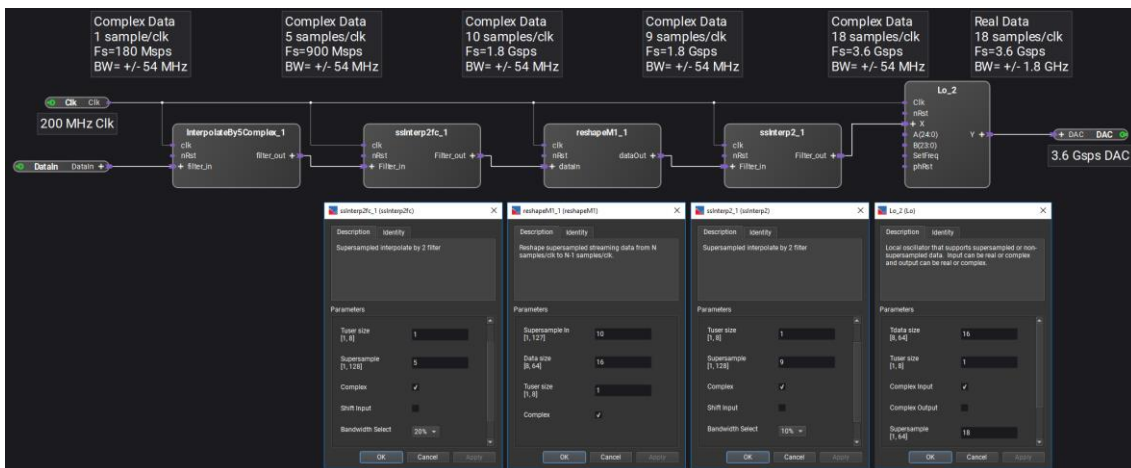 Complex Data
1 sample/clk
Fs=180 Msps
BW= +/- 54 MHz
Complex Data
5 samples/clk
Fs=900 Msps
BW= +/- 54 MHz
Complex Data
10 samples/clk
Fs=1.8 Gsps
BW= +/- 54 MHz
Complex Data
9 samples/clk
Fs=1.8 Gsps
BW= +/- 54 MHz
Complex Data
18 samples/clk
Fs=3.6 Gsps
BW= +/- 54 MHz
Real Data
18 samples/clk
Fs=3.6 Gsps
BW= +/- 1.8 GHz
Clk Clk
200 MHz Clk
DataIn DataIn +
InterpolateBy5Complex_1
clk
nRst
+ filter_in
filter_out +
ssInterp2fc_1
clk
nRst
+ Filter_in
Filter_out +
reshapeM1_1
clk
nRst
+ dataIn
dataOut +
ssInterp2_1
clk
nRst
+ Filter_in
Filter_out +
Lo_2
Clk
nRst
+ X
A(24:0)
B(23:0)
SetFreq
phRst
Y +
+ DAC DAC
3.6 Gsps DAC
ssInterp2fc_1 (ssInterp2fc)
Description Identity
Supersampled interpolate by 2 filter
Parameters
Tuser size
[1, 8]
1
Supersample
[1, 128]
5
Complex
Shift Input
Bandwidth Select 20%
OK Cancel Apply
reshapeM1_1 (reshapeM1)
Description Identity
Reshape supersampled streaming data from N
samples/clk to N-1 samples/clk.
Parameters
Supersample In
[1, 127]
10
Data size
[8, 64]
16
Tuser size
[1, 8]
1
Complex
OK Cancel Apply
ssInterp2_1 (ssInterp2)
Description Identity
Supersampled interpolate by 2 filter
Parameters
Tuser size
[1, 8]
1
Supersample
[1, 128]
9
Complex
Shift Input
Bandwidth Select 10%
OK Cancel Apply
Lo_2 (Lo)
Description Identity
Local oscillator that supports supersampled or non-
supersampled data. Input can be real or complex
and output can be real or complex.
Parameters
Tdata size
[8, 64]
16
Tuser size
[1, 8]
1
Complex Input
Complex Output
Supersample
[1, 64]
18
OK Cancel Apply